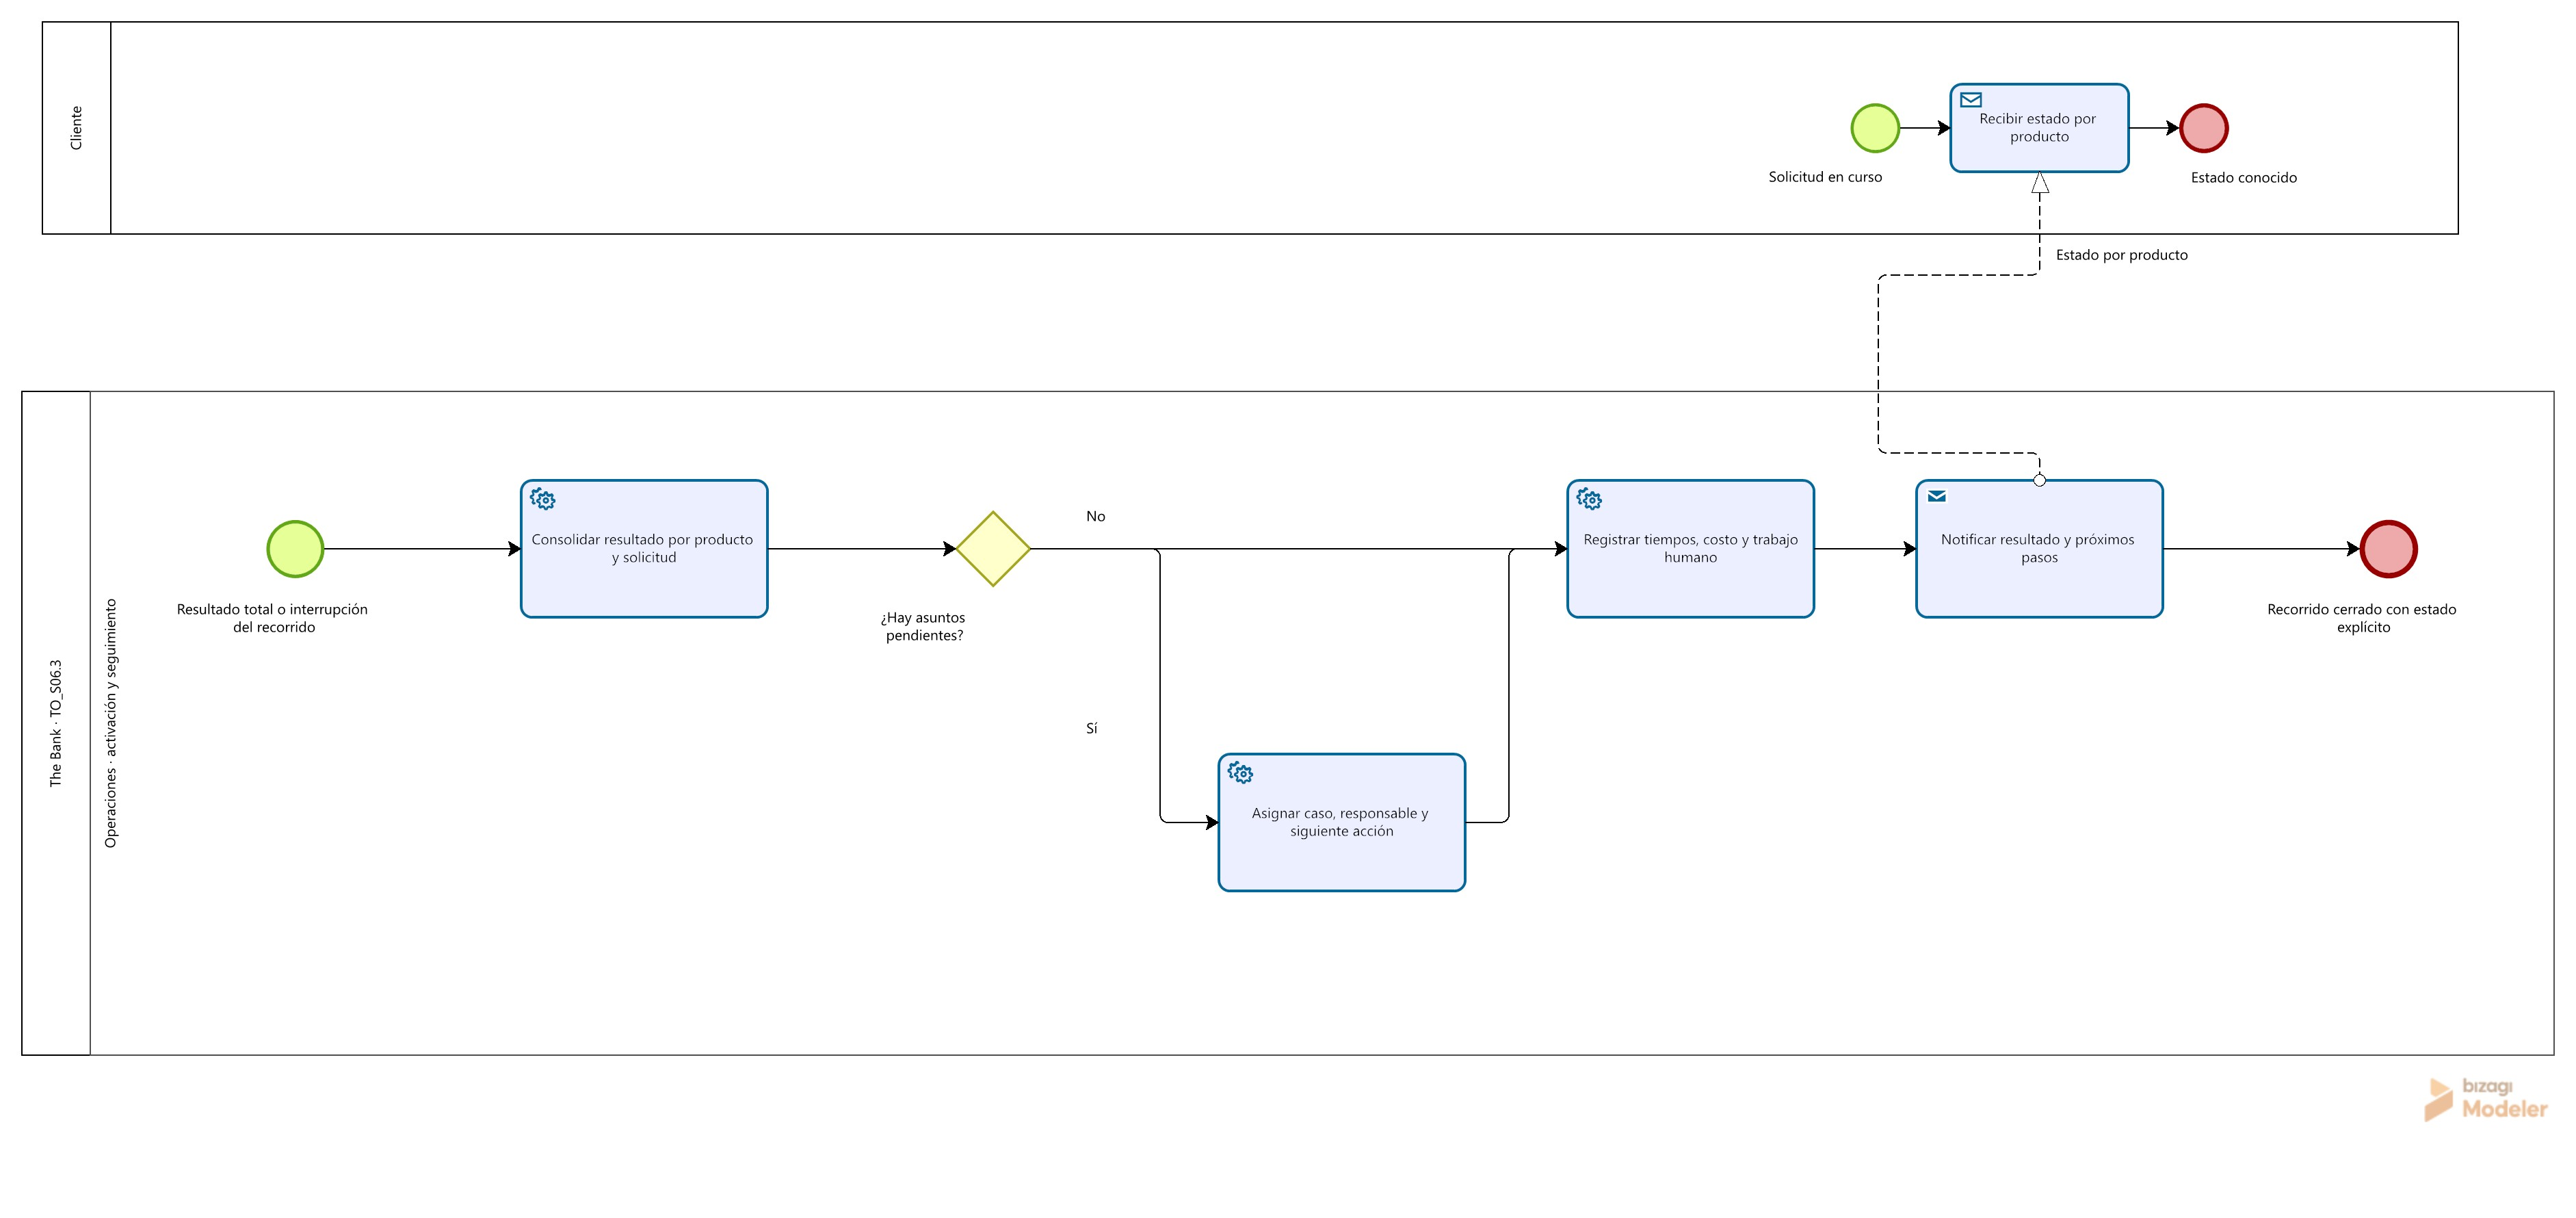 Cliente
Solicitud en curso
Recibir estado por
producto
Estado conocido
Estado por producto
The Bank · TO_S06.3
Operaciones · activación y seguimiento
Resultado total o interrupción
del recorrido
Consolidar resultado por producto
y solicitud
¿Hay asuntos
pendientes?
No
Sí
Asignar caso, responsable y
siguiente acción
Registrar tiempos, costo y trabajo
humano
Notificar resultado y próximos
pasos
Recorrido cerrado con estado
explícito
bizagi
Modeler